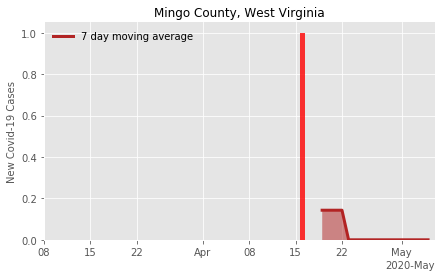 Mingo County, West Virginia
7 day moving average
New Covid-19 Cases
1.0
0.8
0.6
0.4
0.2
0.0
08 15 22 Apr 08 15 22 May
2020-May